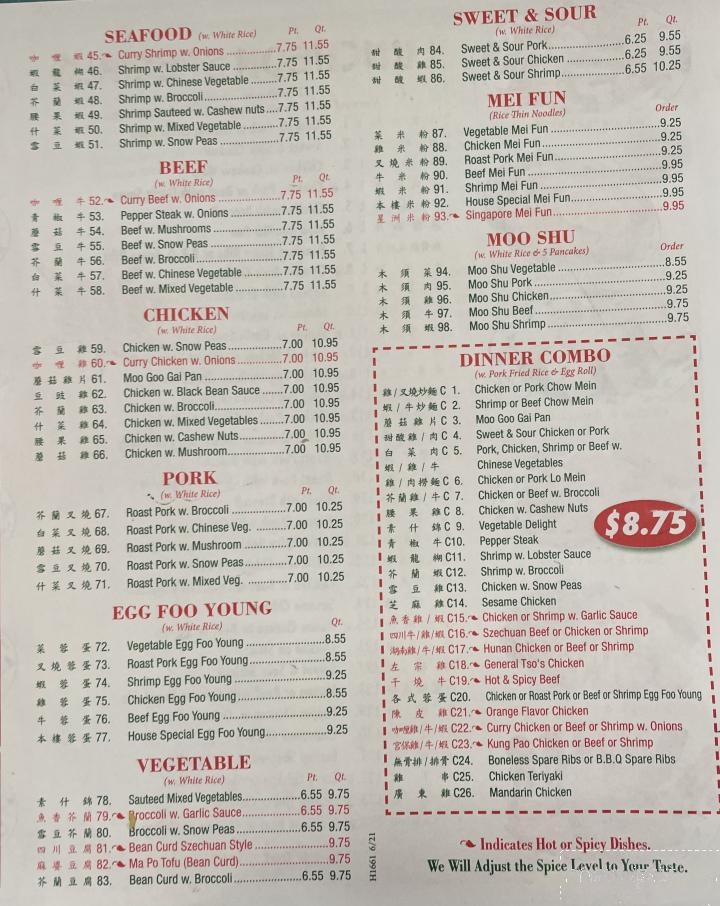 SEAFOOD (w. White Rice) Pt. Qt.
咖喱蝦 45. Curry Shrimp w. Onions 7.75 11.55
蝦龍糊 46. Shrimp w. Lobster Sauce 7.75 11.55
白菜蝦 47. Shrimp w. Chinese Vegetable 7.75 11.55
芥蘭蝦 48. Shrimp w. Broccoli 7.75 11.55
腰果蝦 49. Shrimp Sauteed w. Cashew nuts 7.75 11.55
什菜蝦 50. Shrimp w. Mixed Vegetable 7.75 11.55
雪豆蝦 51. Shrimp w. Snow Peas 7.75 11.55
BEEF
(w. White Rice) Pt. Qt.
咖喱牛 52. Curry Beef w. Onions 7.75 11.55
青椒牛 53. Pepper Steak w. Onions 7.75 11.55
蘑菇牛 54. Beef w. Mushrooms 7.75 11.55
雪豆牛 55. Beef w. Snow Peas 7.75 11.55
芥蘭牛 56. Beef w. Broccoli 7.75 11.55
白菜牛 57. Beef w. Chinese Vegetable 7.75 11.55
什菜牛 58. Beef w. Mixed Vegetable 7.75 11.55
CHICKEN
(w. White Rice) Pt. Qt.
雪豆雞 59. Chicken w. Snow Peas 7.00 10.95
咖喱雞 60. Curry Chicken w. Onions 7.00 10.95
蘑菇雞片 61. Moo Goo Gai Pan 7.00 10.95
豆豉雞 62. Chicken w. Black Bean Sauce 7.00 10.95
芥蘭雞 63. Chicken w. Broccoli 7.00 10.95
什菜雞 64. Chicken w. Mixed Vegetables 7.00 10.95
腰果雞 65. Chicken w. Cashew Nuts 7.00 10.95
蘑菇雞 66. Chicken w. Mushroom 7.00 10.95
PORK
(w. White Rice) Pt. Qt.
芥蘭叉燒 67. Roast Pork w. Broccoli 7.00 10.25
白菜叉燒 68. Roast Pork w. Chinese Veg. 7.00 10.25
蘑菇叉燒 69. Roast Pork w. Mushroom 7.00 10.25
雪豆叉燒 70. Roast Pork w. Snow Peas 7.00 10.25
什菜叉燒 71. Roast Pork w. Mixed Veg. 7.00 10.25
EGG FOO YOUNG
(w. White Rice) Qt.
菜蓉蛋 72. Vegetable Egg Foo Young 8.55
叉燒蓉蛋 73. Roast Pork Egg Foo Young 8.55
蝦蓉蛋 74. Shrimp Egg Foo Young 9.25
雞蓉蛋 75. Chicken Egg Foo Young 8.55
牛蓉蛋 76. Beef Egg Foo Young 9.25
本樓蓉蛋 77. House Special Egg Foo Young 9.25
VEGETABLE
(w. White Rice) Pt. Qt.
素什錦 78. Sauteed Mixed Vegetables 6.55 9.75
魚香芥蘭 79. Broccoli w. Garlic Sauce 6.55 9.75
雪豆芥蘭 80. Broccoli w. Snow Peas 6.55 9.75
四川豆腐 81. Bean Curd Szechuan Style 9.75
麻婆豆腐 82. Ma Po Tofu (Bean Curd) 9.75
芥蘭豆腐 83. Bean Curd w. Broccoli 6.55 9.75
H1661 6/21
SWEET & SOUR
(w. White Rice) Pt. Qt.
甜酸肉 84. Sweet & Sour Pork 6.25 9.55
甜酸雞 85. Sweet & Sour Chicken 6.25 9.55
甜酸蝦 86. Sweet & Sour Shrimp 6.55 10.25
MEI FUN
(Rice Thin Noodles) Order
菜米粉 87. Vegetable Mei Fun 9.25
雞米粉 88. Chicken Mei Fun 9.25
叉燒米粉 89. Roast Pork Mei Fun 9.25
牛米粉 90. Beef Mei Fun 9.95
蝦米粉 91. Shrimp Mei Fun 9.95
本樓米粉 92. House Special Mei Fun 9.95
星洲米粉 93. Singapore Mei Fun 9.95
MOO SHU
(w. White Rice & 5 Pancakes) Order
木須菜 94. Moo Shu Vegetable 8.55
木須肉 95. Moo Shu Pork 9.25
木須雞 96. Moo Shu Chicken 9.25
木須牛 97. Moo Shu Beef 9.75
木須蝦 98. Moo Shu Shrimp 9.75
DINNER COMBO
(w. Pork Fried Rice & Egg Roll)
雞/叉燒炒麵 C 1. Chicken or Pork Chow Mein
蝦/牛炒麵 C 2. Shrimp or Beef Chow Mein
蘑菇雞片 C 3. Moo Goo Gai Pan
甜酸雞/肉 C 4. Sweet & Sour Chicken or Pork
白菜肉 C 5. Pork, Chicken, Shrimp or Beef w.
蝦/雞/牛 Chinese Vegetables
雞/肉撈麵 C 6. Chicken or Pork Lo Mein
芥蘭雞/牛 C 7. Chicken or Beef w. Broccoli
腰果雞 C 8. Chicken w. Cashew Nuts
素什錦 C 9. Vegetable Delight
青椒牛 C10. Pepper Steak
蝦龍糊 C11. Shrimp w. Lobster Sauce
芥蘭蝦 C12. Shrimp w. Broccoli
雪豆雞 C13. Chicken w. Snow Peas
芝麻雞 C14. Sesame Chicken
魚香雞/蝦 C15. Chicken or Shrimp w. Garlic Sauce
四川牛/雞/蝦 C16. Szechuan Beef or Chicken or Shrimp
湖南雞/蝦 C17. Hunan Chicken or Beef or Shrimp
左宗雞 C18. General Tso's Chicken
干燒牛 C19. Hot & Spicy Beef
各式蓉蛋 C20. Chicken or Roast Pork or Beef or Shrimp Egg Foo Young
陳皮雞 C21. Orange Flavor Chicken
咖喱雞/牛/蝦 C22. Curry Chicken or Beef or Shrimp w. Onions
宮保雞/牛/蝦 C23. Kung Pao Chicken or Beef or Shrimp
無骨排/排骨 C24. Boneless Spare Ribs or B.B.Q Spare Ribs
雞串 C25. Chicken Teriyaki
廣東雞 C26. Mandarin Chicken
$8.75
Indicates Hot or Spicy Dishes.
We Will Adjust the Spice Level to Your Taste.